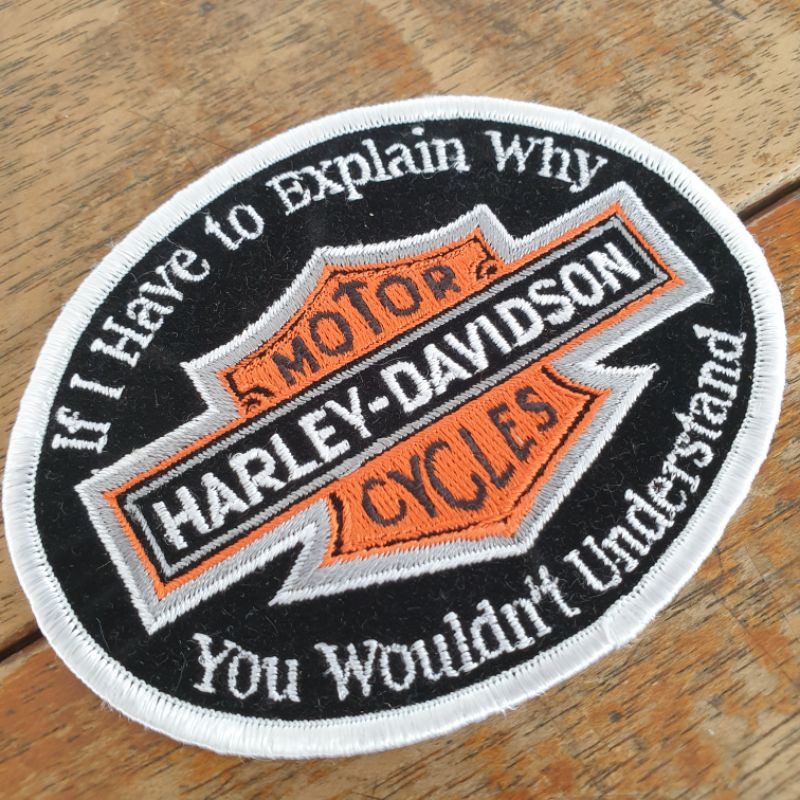 If I Have to Explain Why
MOTOR
HARLEY-DAVIDSON
CYCLES
You Wouldn't Understand